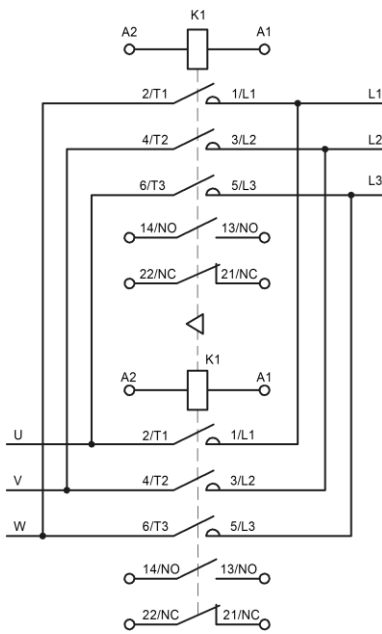 K1
A2 A1
2/T1 1/L1 L1
4/T2 3/L2 L2
6/T3 5/L3 L3
14/NO 13/NO
22/NC 21/NC
K1
A2 A1
U 2/T1 1/L1
V 4/T2 3/L2
W 6/T3 5/L3
14/NO 13/NO
22/NC 21/NC